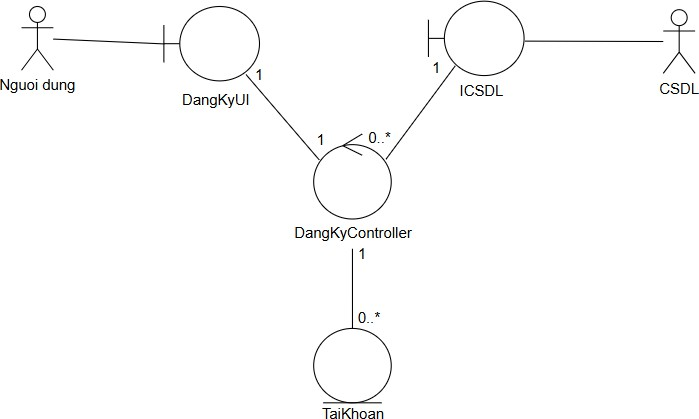 Nguoi dung
DangKyUI
ICSDL
CSDL
1
1
1
0..*
DangKyController
1
0..*
TaiKhoan